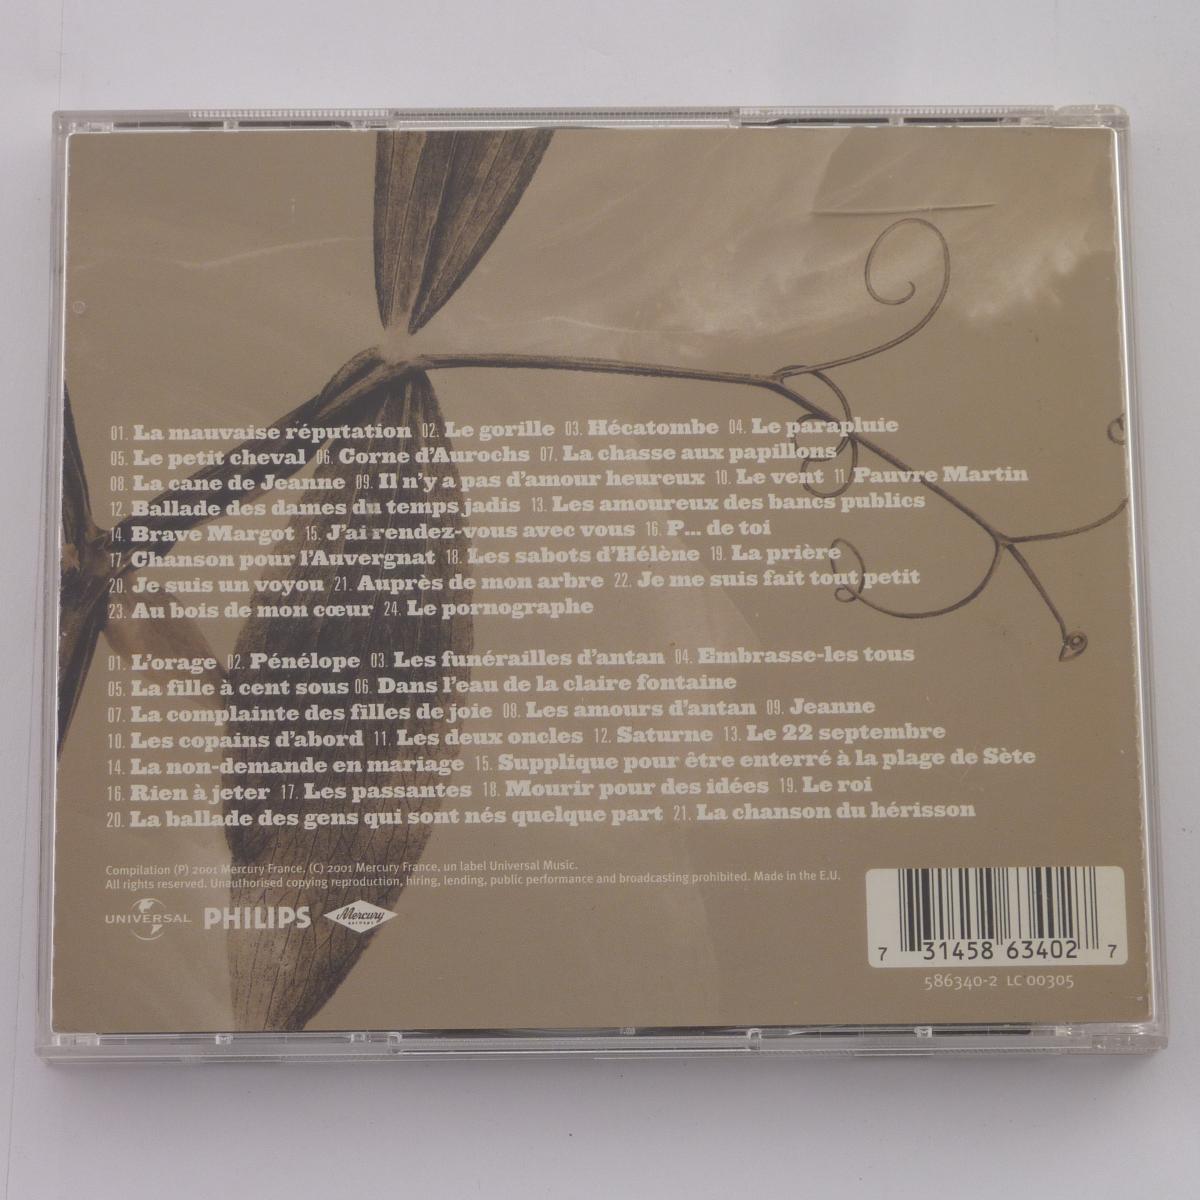 01. La mauvaise réputation 02. Le gorille 03. Hécatombe 04. Le parapluie
05. Le petit cheval 06. Corne d'Aurochs 07. La chasse aux papillons
08. La cane de Jeanne 09. Il n'y a pas d'amour heureux 10. Le vent 11. Pauvre Martin
12. Ballade des dames du temps jadis 13. Les amoureux des bancs publics
14. Brave Margot 15. J'ai rendez-vous avec vous 16. P... de toi
17. Chanson pour l'Auvergnat 18. Les sabots d'Hélène 19. La prière
20. Je suis un voyou 21. Auprès de mon arbre 22. Je me suis fait tout petit
23. Au bois de mon cœur 24. Le pornographe
01. L'orage 02. Pénélope 03. Les funérailles d'antan 04. Embrasse-les tous
05. La fille à cent sous 06. Dans l'eau de la claire fontaine
07. La complainte des filles de joie 08. Les amours d'antan 09. Jeanne
10. Les copains d'abord 11. Les deux oncles 12. Saturne 13. Le 22 septembre
14. La non-demande en mariage 15. Supplique pour être enterré à la plage de Sète
16. Rien à jeter 17. Les passantes 18. Mourir pour des idées 19. Le roi
20. La ballade des gens qui sont nés quelque part 21. La chanson du hérisson
Compilation (P) 2001 Mercury France, (C) 2001 Mercury France, un label Universal Music.
All rights reserved. Unauthorised copying reproduction, hiring, lending, public performance and broadcasting prohibited. Made in the E.U.
UNIVERSAL PHILIPS Mercury RECORDS
7 31458 63402 7
586340-2 LC 00305